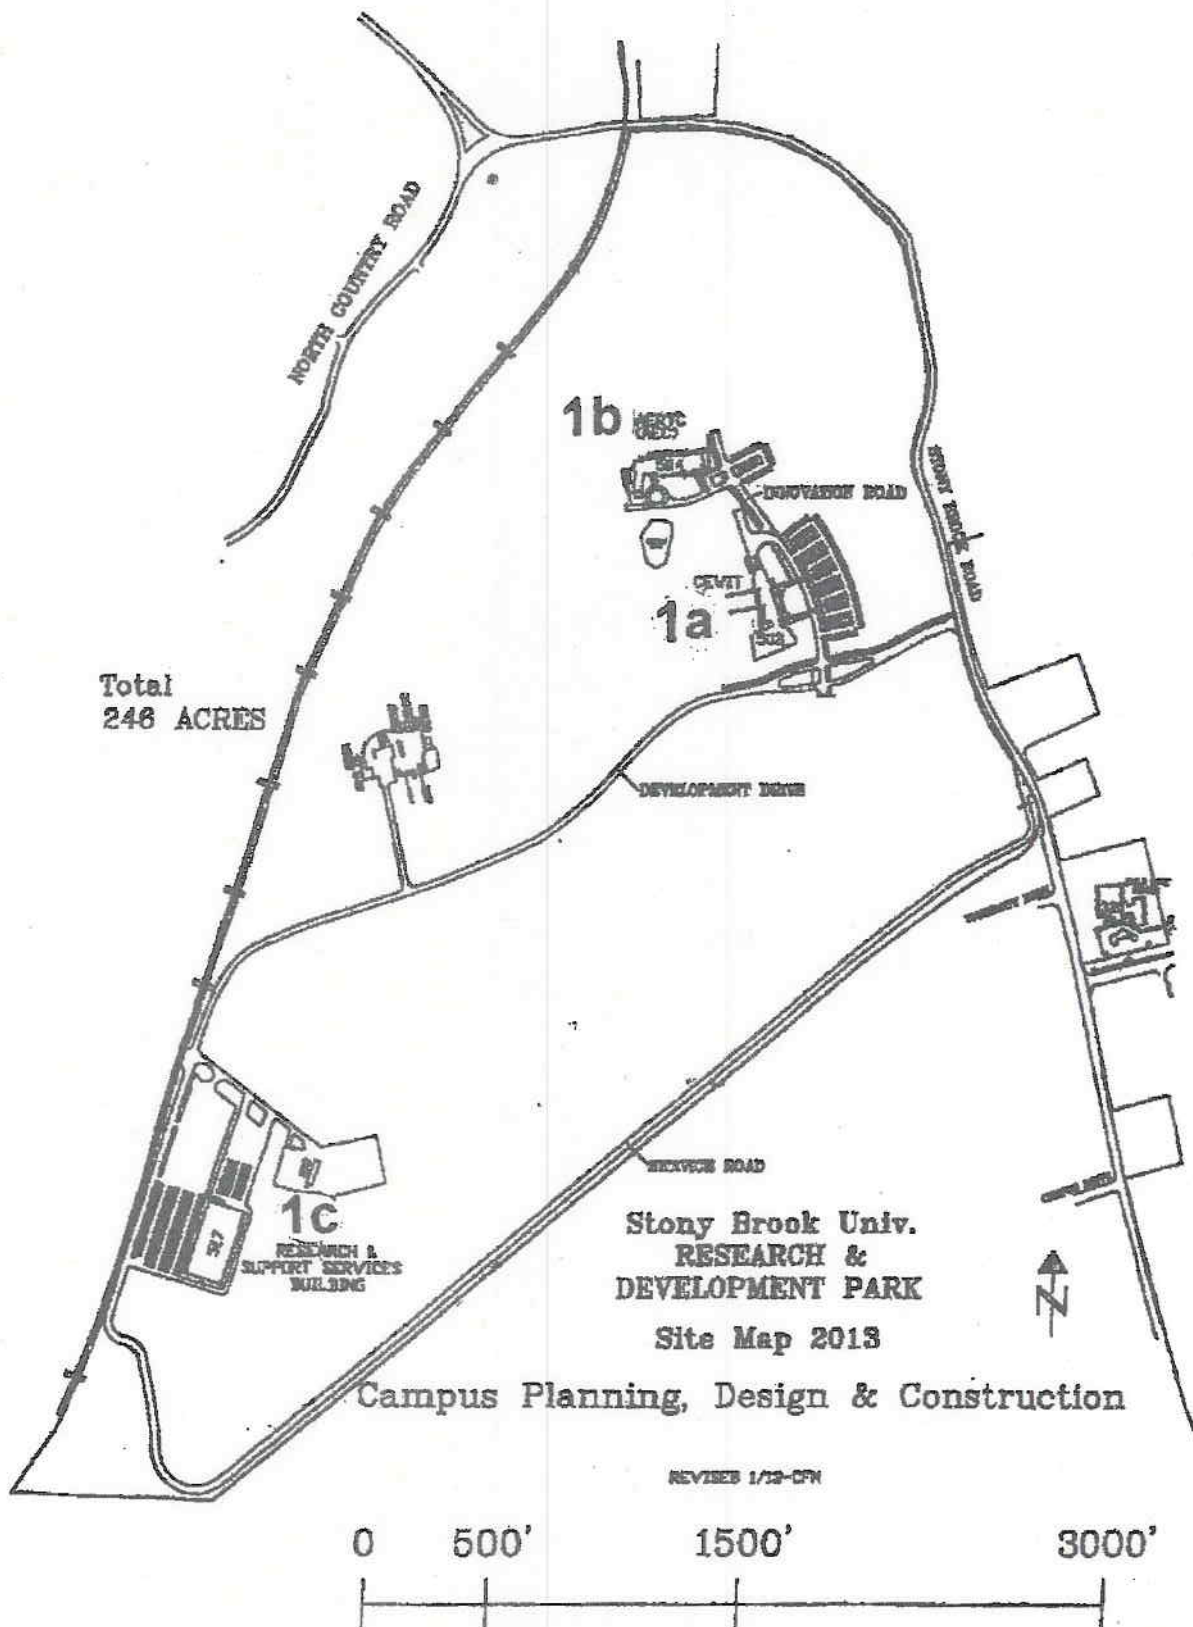 NORTH COUNTRY ROAD
1b
INNOVATION ROAD
STONY BROOK ROAD
CEWIT
1a
502
Total
246 ACRES
DEVELOPMENT DRIVE
SERVICE ROAD
1c
517
RESEARCH &
SUPPORT SERVICES
BUILDING
Stony Brook Univ.
RESEARCH &
DEVELOPMENT PARK
Site Map 2013
N
Campus Planning, Design & Construction
0 500' 1500' 3000'